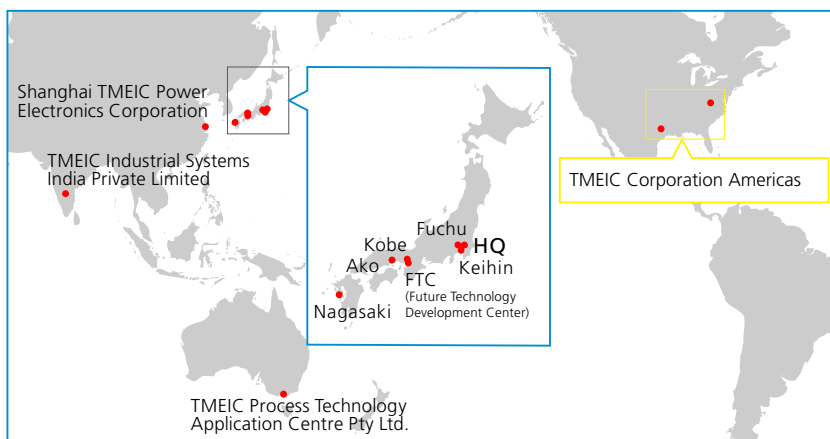 Shanghai TMEIC Power
Electronics Corporation
TMEIC Industrial Systems
India Private Limited
TMEIC Corporation Americas
Fuchu
HQ
Kobe
Keihin
Ako
FTC
(Future Technology
Development Center)
Nagasaki
TMEIC Process Technology
Application Centre Pty Ltd.